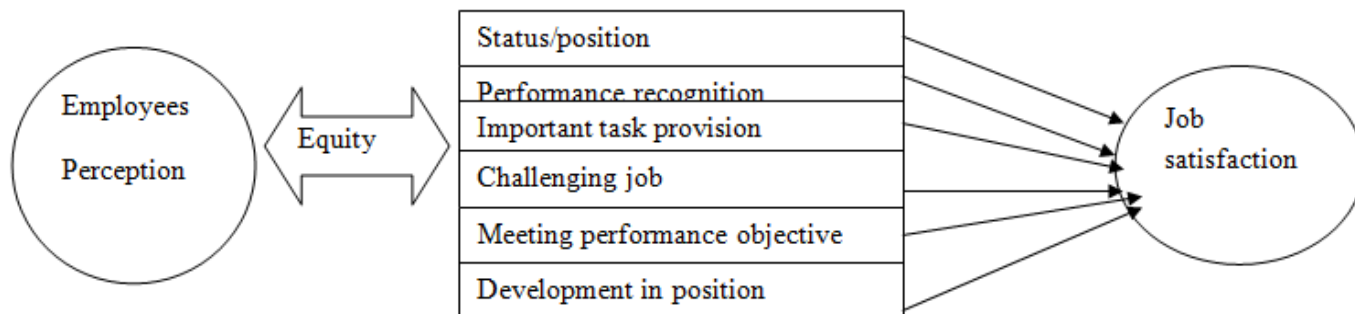 Employees
Perception
Equity
Status/position
Performance recognition
Important task provision
Challenging job
Meeting performance objective
Development in position
Job
satisfaction